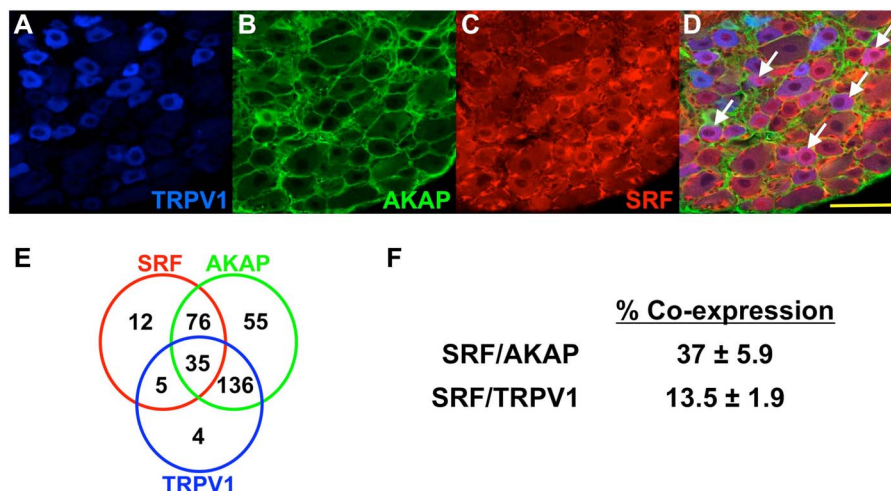 A B C D
TRPV1 AKAP SRF
E F
SRF AKAP
12 76 55
35
5 136
4
TRPV1
% Co-expression
SRF/AKAP 37 ± 5.9
SRF/TRPV1 13.5 ± 1.9